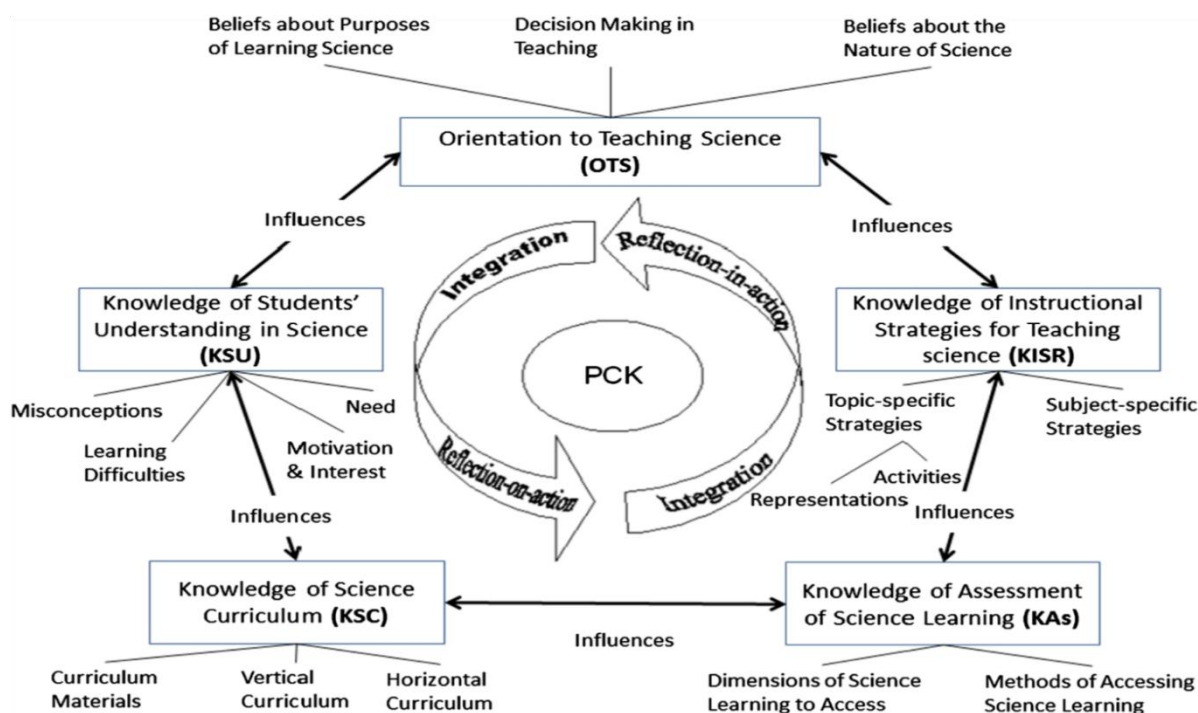 Beliefs about Purposes
of Learning Science
Decision Making in
Teaching
Beliefs about the
Nature of Science
Orientation to Teaching Science
(OTS)
Influences
Influences
Integration
Reflection-in-action
Knowledge of Students’
Understanding in Science
(KSU)
Knowledge of Instructional
Strategies for Teaching
science (KISR)
PCK
Misconceptions
Learning
Difficulties
Motivation
& Interest
Need
Topic-specific
Strategies
Subject-specific
Strategies
Representations
Activities
Reflection-on-action
Integration
Influences
Influences
Knowledge of Science
Curriculum (KSC)
Knowledge of Assessment
of Science Learning (KAs)
Influences
Curriculum
Materials
Vertical
Curriculum
Horizontal
Curriculum
Dimensions of Science
Learning to Access
Methods of Accessing
Science Learning